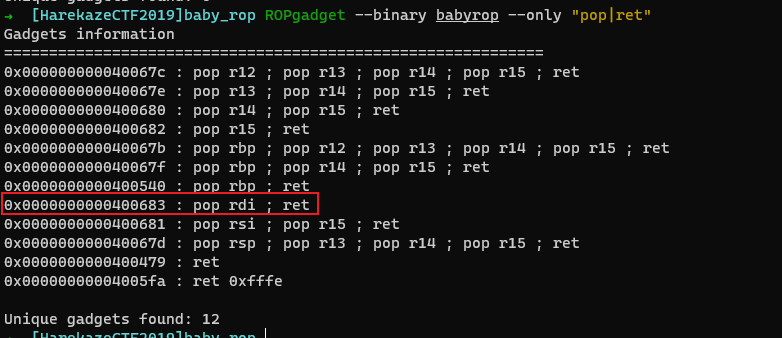 Unique gadgets found: 0
→ [HarekazeCTF2019]baby_rop ROPgadget --binary babyrop --only "pop|ret"
Gadgets information
============================================================
0x000000000040067c : pop r12 ; pop r13 ; pop r14 ; pop r15 ; ret
0x000000000040067e : pop r13 ; pop r14 ; pop r15 ; ret
0x0000000000400680 : pop r14 ; pop r15 ; ret
0x0000000000400682 : pop r15 ; ret
0x000000000040067b : pop rbp ; pop r12 ; pop r13 ; pop r14 ; pop r15 ; ret
0x000000000040067f : pop rbp ; pop r14 ; pop r15 ; ret
0x0000000000400540 : pop rbp ; ret
0x0000000000400683 : pop rdi ; ret
0x0000000000400681 : pop rsi ; pop r15 ; ret
0x000000000040067d : pop rsp ; pop r13 ; pop r14 ; pop r15 ; ret
0x0000000000400479 : ret
0x00000000004005fa : ret 0xfffe
Unique gadgets found: 12
→ [HarekazeCTF2019]baby_rop